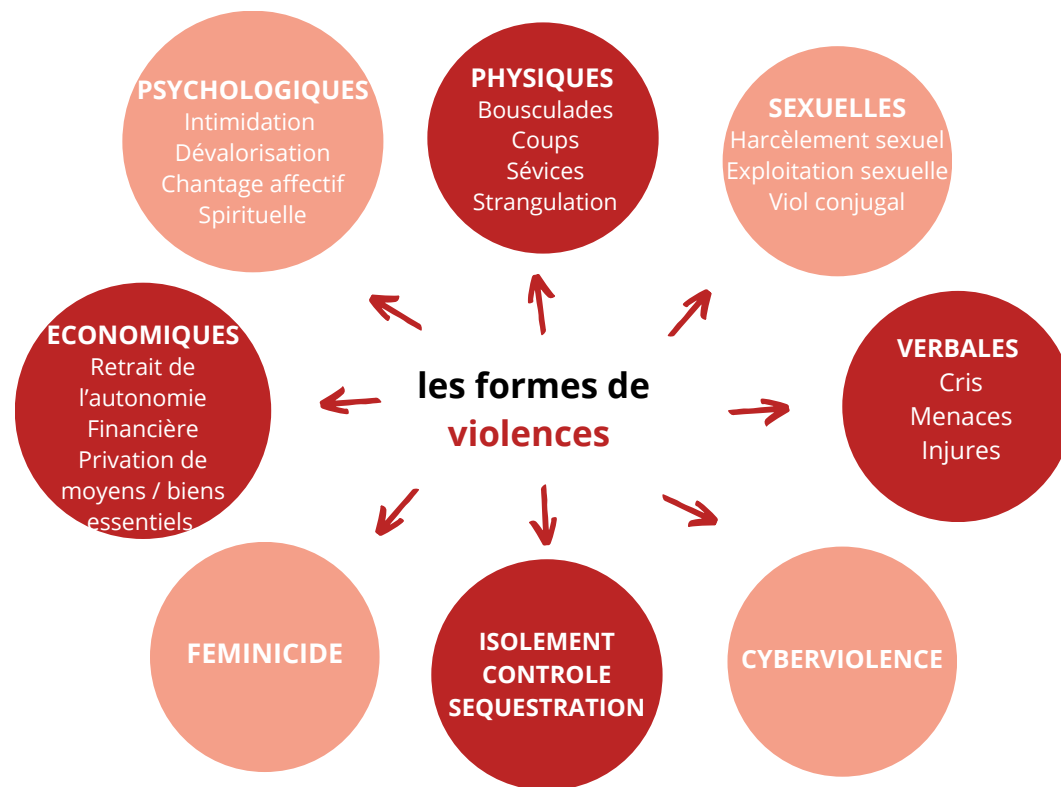 PSYCHOLOGIQUES
Intimidation
Dévalorisation
Chantage affectif
Spirituelle
PHYSIQUES
Bousculades
Coups
Sévices
Strangulation
SEXUELLES
Harcèlement sexuel
Exploitation sexuelle
Viol conjugal
ECONOMIQUES
Retrait de
l'autonomie
Financière
Privation de
moyens / biens
essentiels
les formes de
violences
VERBALES
Cris
Menaces
Injures
FEMINICIDE
ISOLEMENT
CONTROLE
SEQUESTRATION
CYBERVIOLENCE